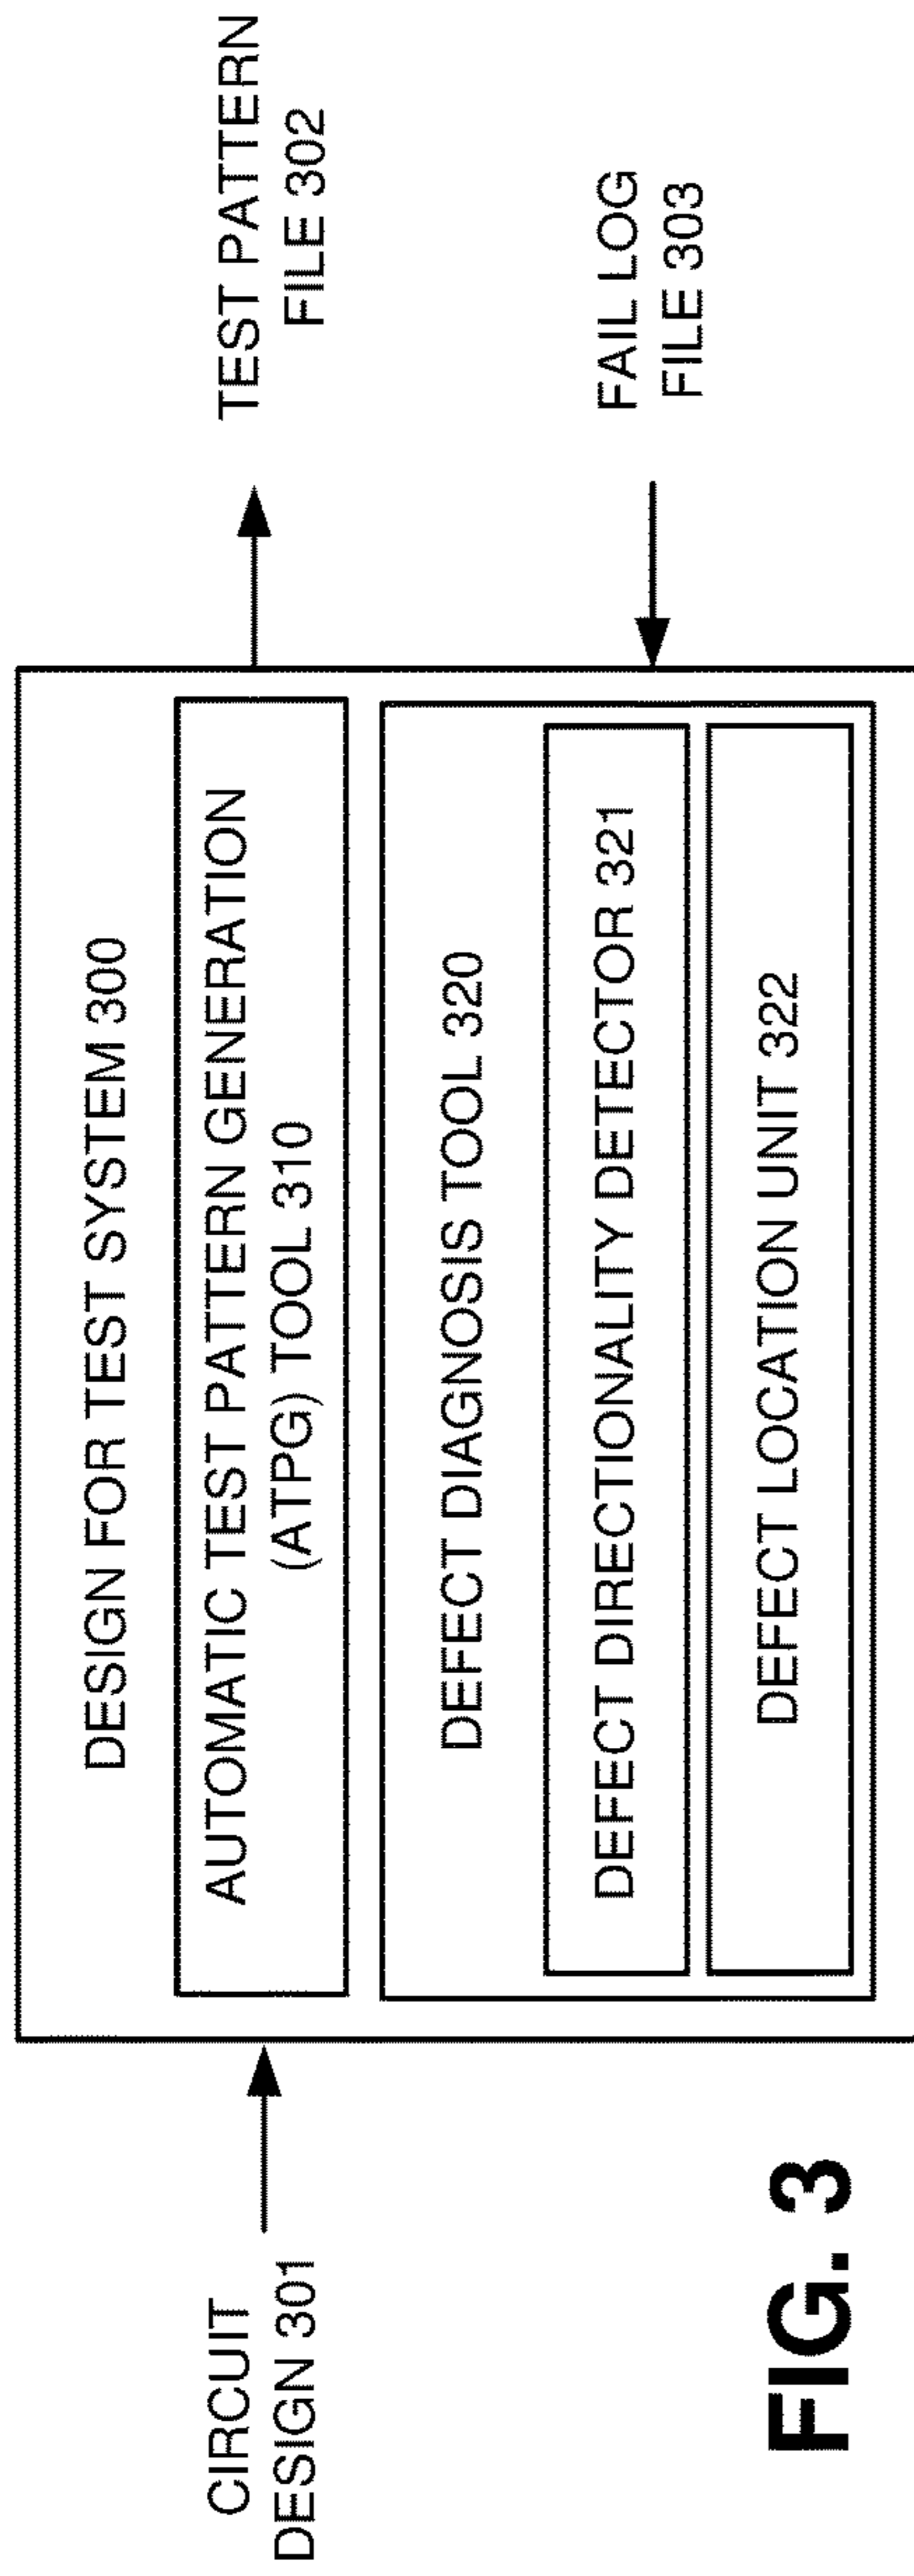 DESIGN FOR TEST SYSTEM 300
CIRCUIT
DESIGN 301
AUTOMATIC TEST PATTERN GENERATION
(ATPG) TOOL 310
TEST PATTERN
FILE 302
DEFECT DIAGNOSIS TOOL 320
DEFECT DIRECTIONALITY DETECTOR 321
DEFECT LOCATION UNIT 322
FAIL LOG
FILE 303
FIG. 3